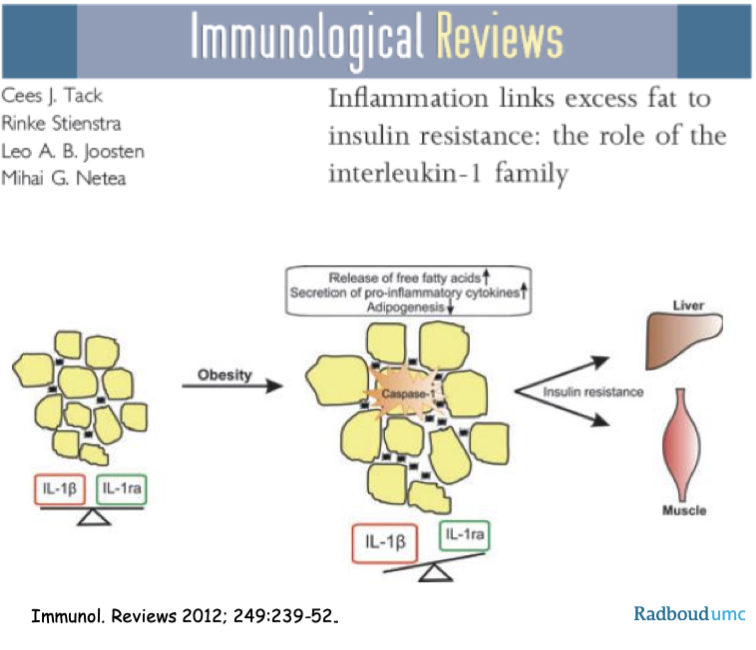 Immunological Reviews
Cees J. Tack
Rinke Stienstra
Leo A. B. Joosten
Mihai G. Netea
Inflammation links excess fat to
insulin resistance: the role of the
interleukin-1 family
Release of free fatty acids↑
Secretion of pro-inflammatory cytokines↑
Adipogenesis↓
Obesity
Caspase-1
Liver
Insulin resistance
Muscle
IL-1β IL-1ra
IL-1β IL-1ra
Immunol. Reviews 2012; 249:239-52.
Radboudumc